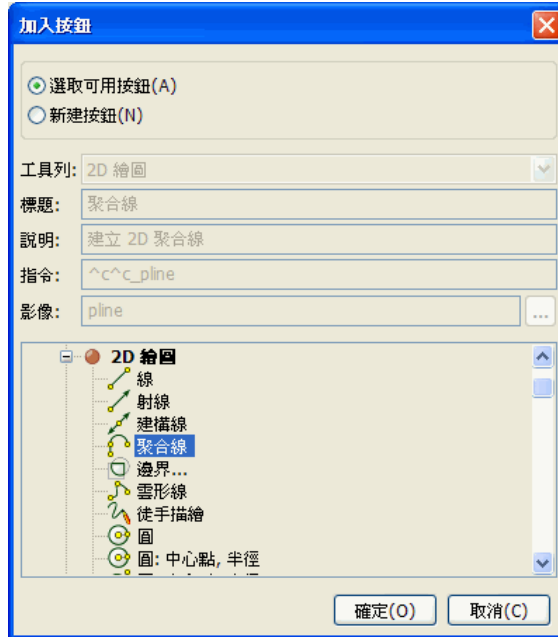 加入按鈕
選取可用按鈕(A)
新建按鈕(N)
工具列: 2D 繪圖
標題: 聚合線
說明: 建立 2D 聚合線
指令: ^c^c_pline
影像: pline
...
2D 繪圖
線
射線
建構線
聚合線
邊界...
雲形線
徒手描繪
圓
圓: 中心點, 半徑
確定(O) 取消(C)